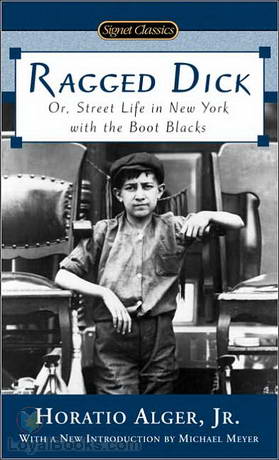 Signet Classics
RAGGED DICK
Or, Street Life in New York
with the Boot Blacks
HORATIO ALGER, JR.
WITH A NEW INTRODUCTION BY MICHAEL MEYER
LoyalBooks.com